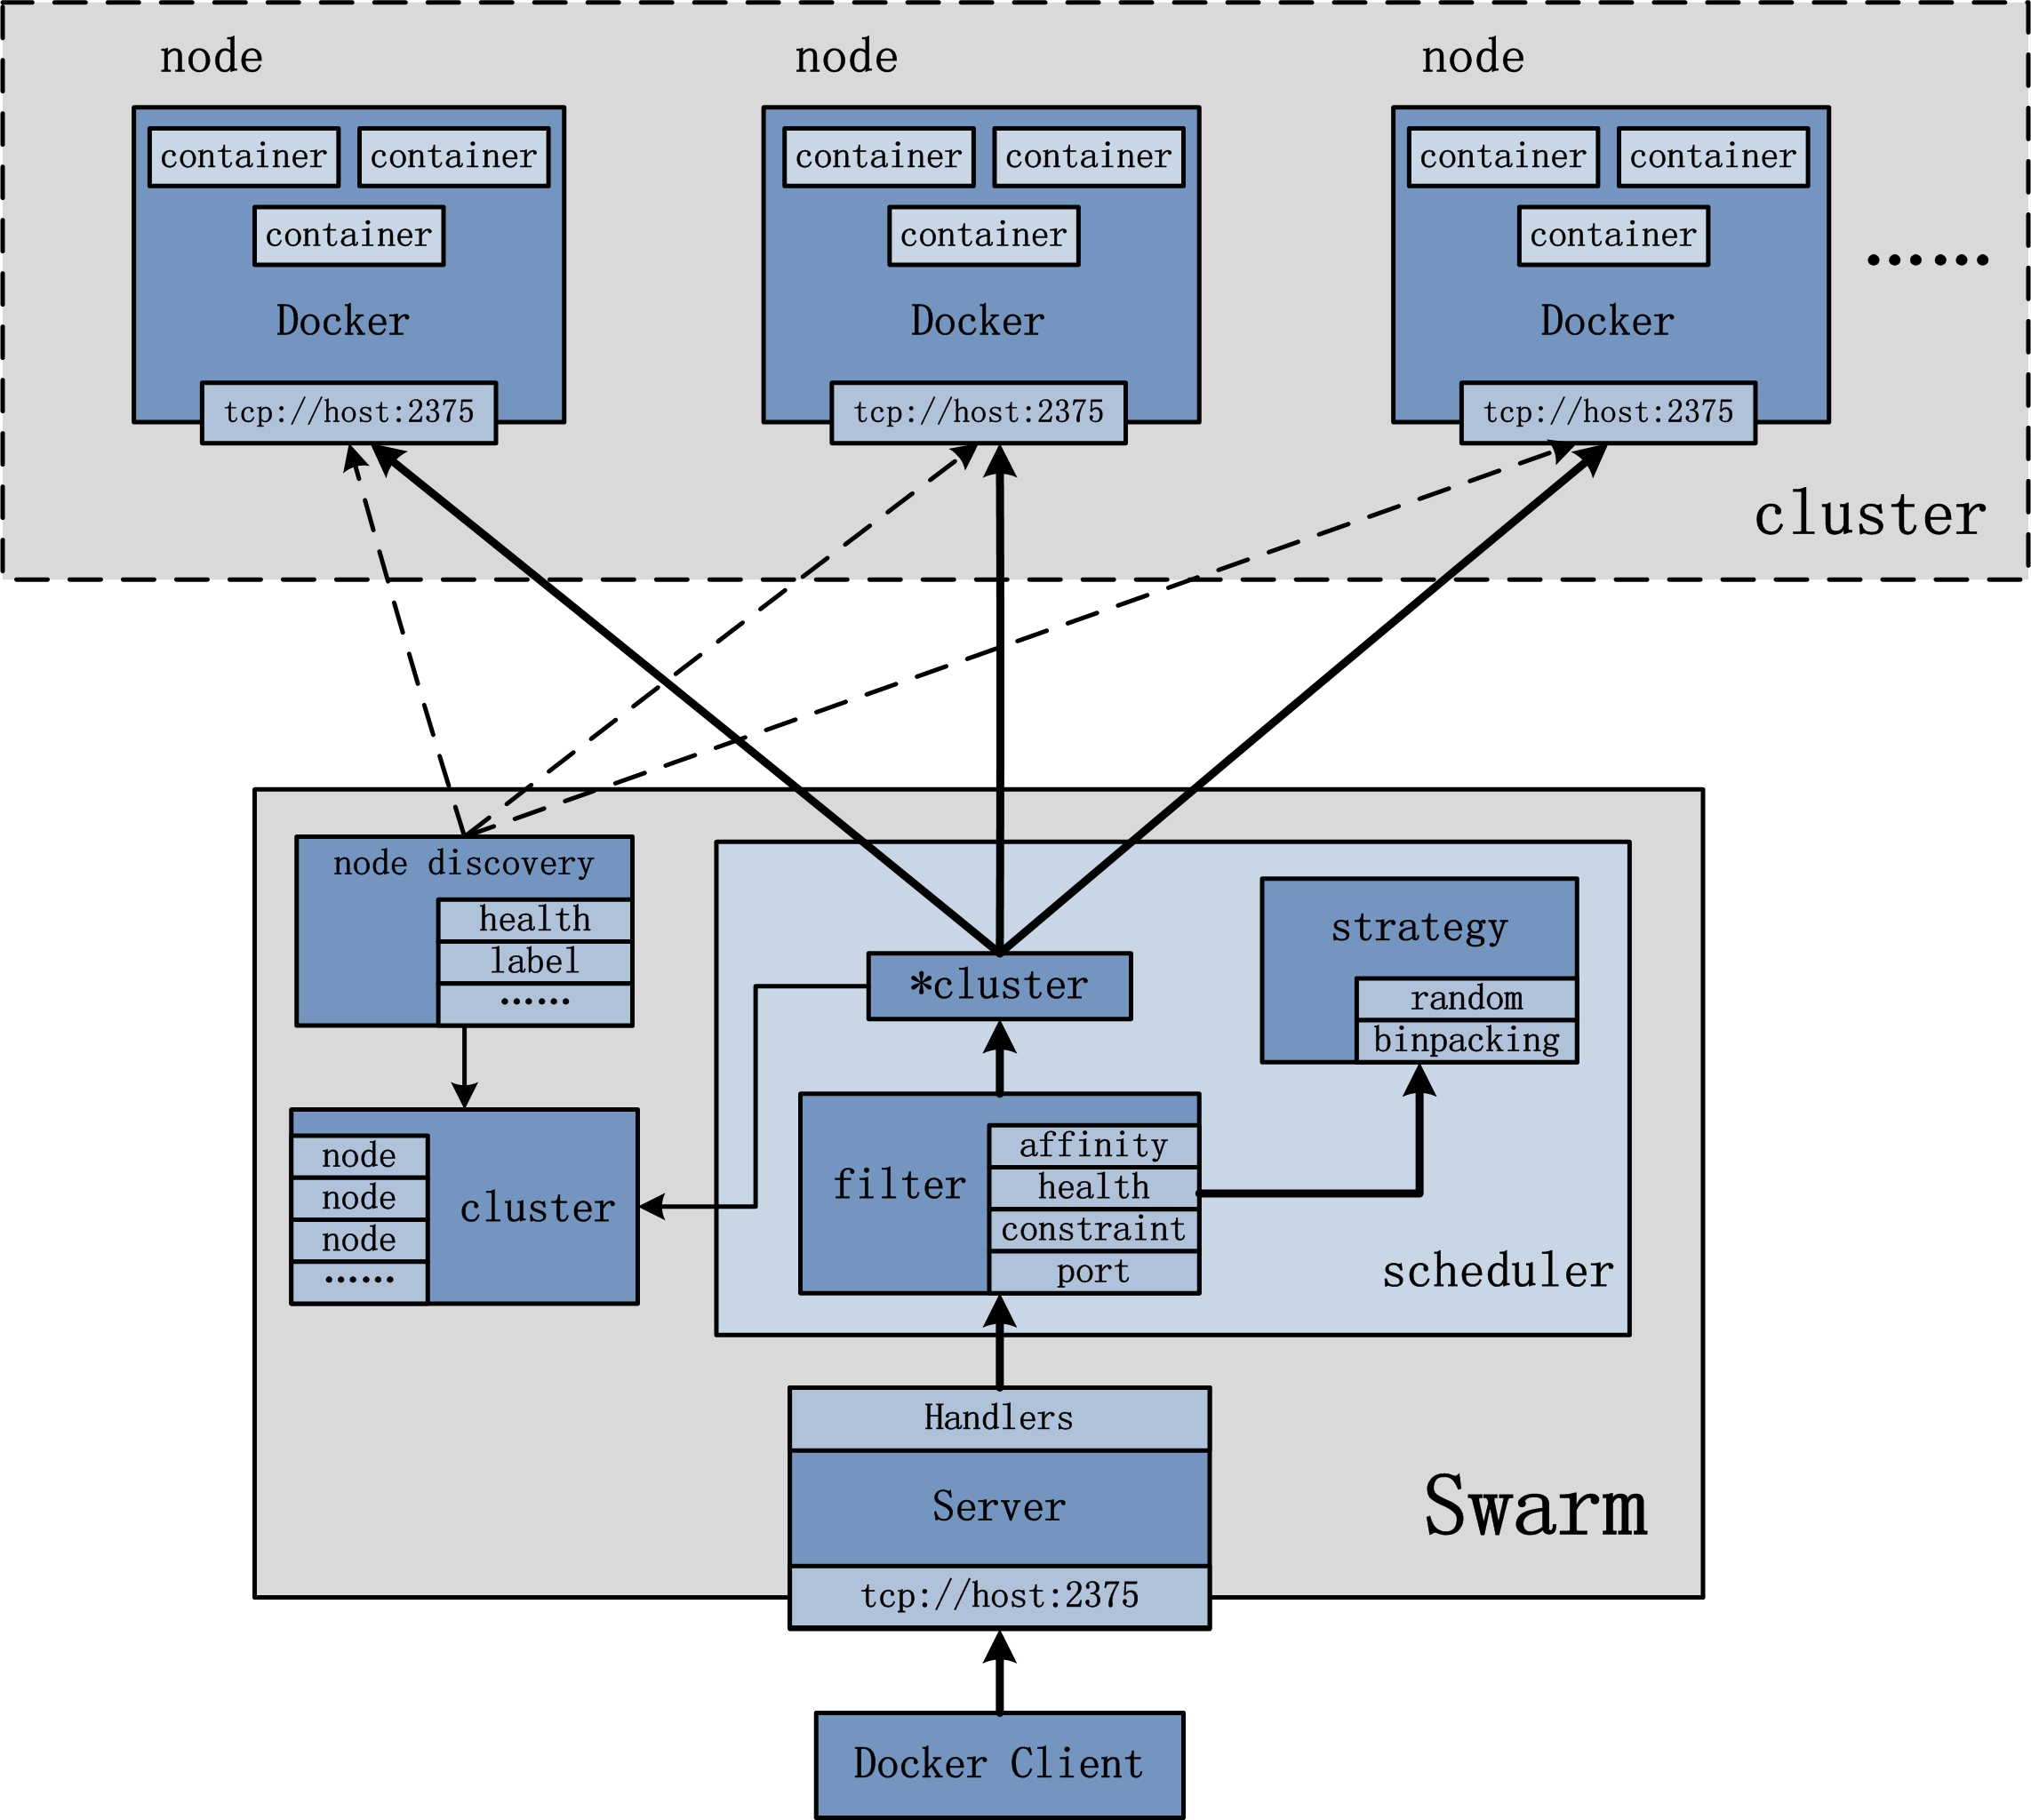 node
node
node
container
container
container
container
container
container
container
container
container
……
Docker
Docker
Docker
tcp://host:2375
tcp://host:2375
tcp://host:2375
cluster
node discovery
health
label
……
strategy
random
binpacking
*cluster
node
node
node
……
cluster
filter
affinity
health
constraint
port
scheduler
Handlers
Server
tcp://host:2375
Swarm
Docker Client